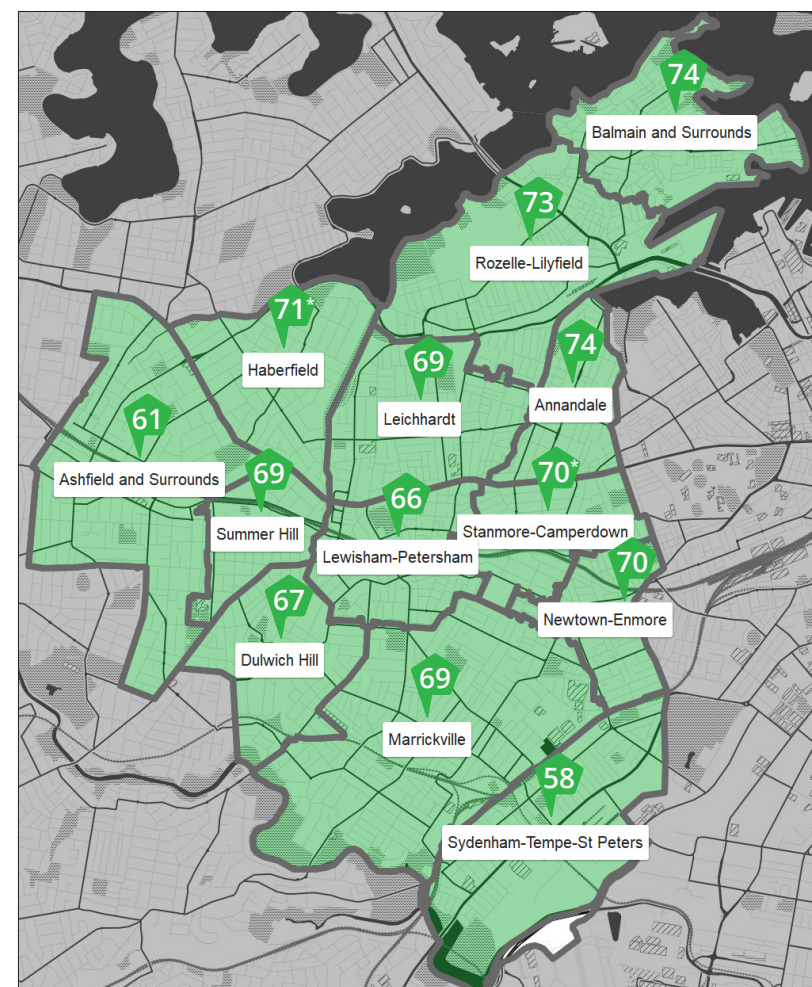 74
Balmain and Surrounds
73
Rozelle-Lilyfield
71*
Haberfield
69
Leichhardt
74
Annandale
61
Ashfield and Surrounds
69
Summer Hill
66
Lewisham-Petersham
70*
Stanmore-Camperdown
70
Newtown-Enmore
67
Dulwich Hill
69
Marrickville
58
Sydenham-Tempe-St Peters